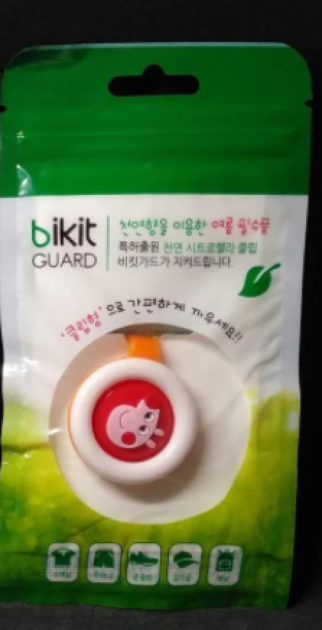 bikit
GUARD
천연향을 이용한 여름 필수품
특허출원 천연 시트로넬라 클립
비킷가드가 지켜드립니다.
'클립형'으로 간편하게 끼우세요!!